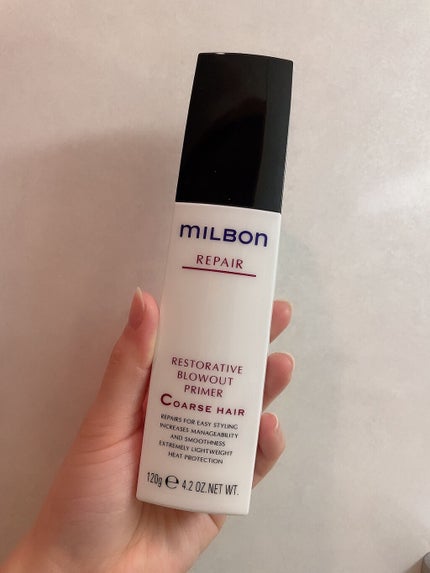 MILBON
REPAIR
RESTORATIVE
BLOWOUT
PRIMER
COARSE HAIR
REPAIRS FOR EASY STYLING
INCREASES MANAGEABILITY
AND SMOOTHNESS
EXTREMELY LIGHTWEIGHT
HEAT PROTECTION
120g ℮ 4.2 OZ.NET WT.